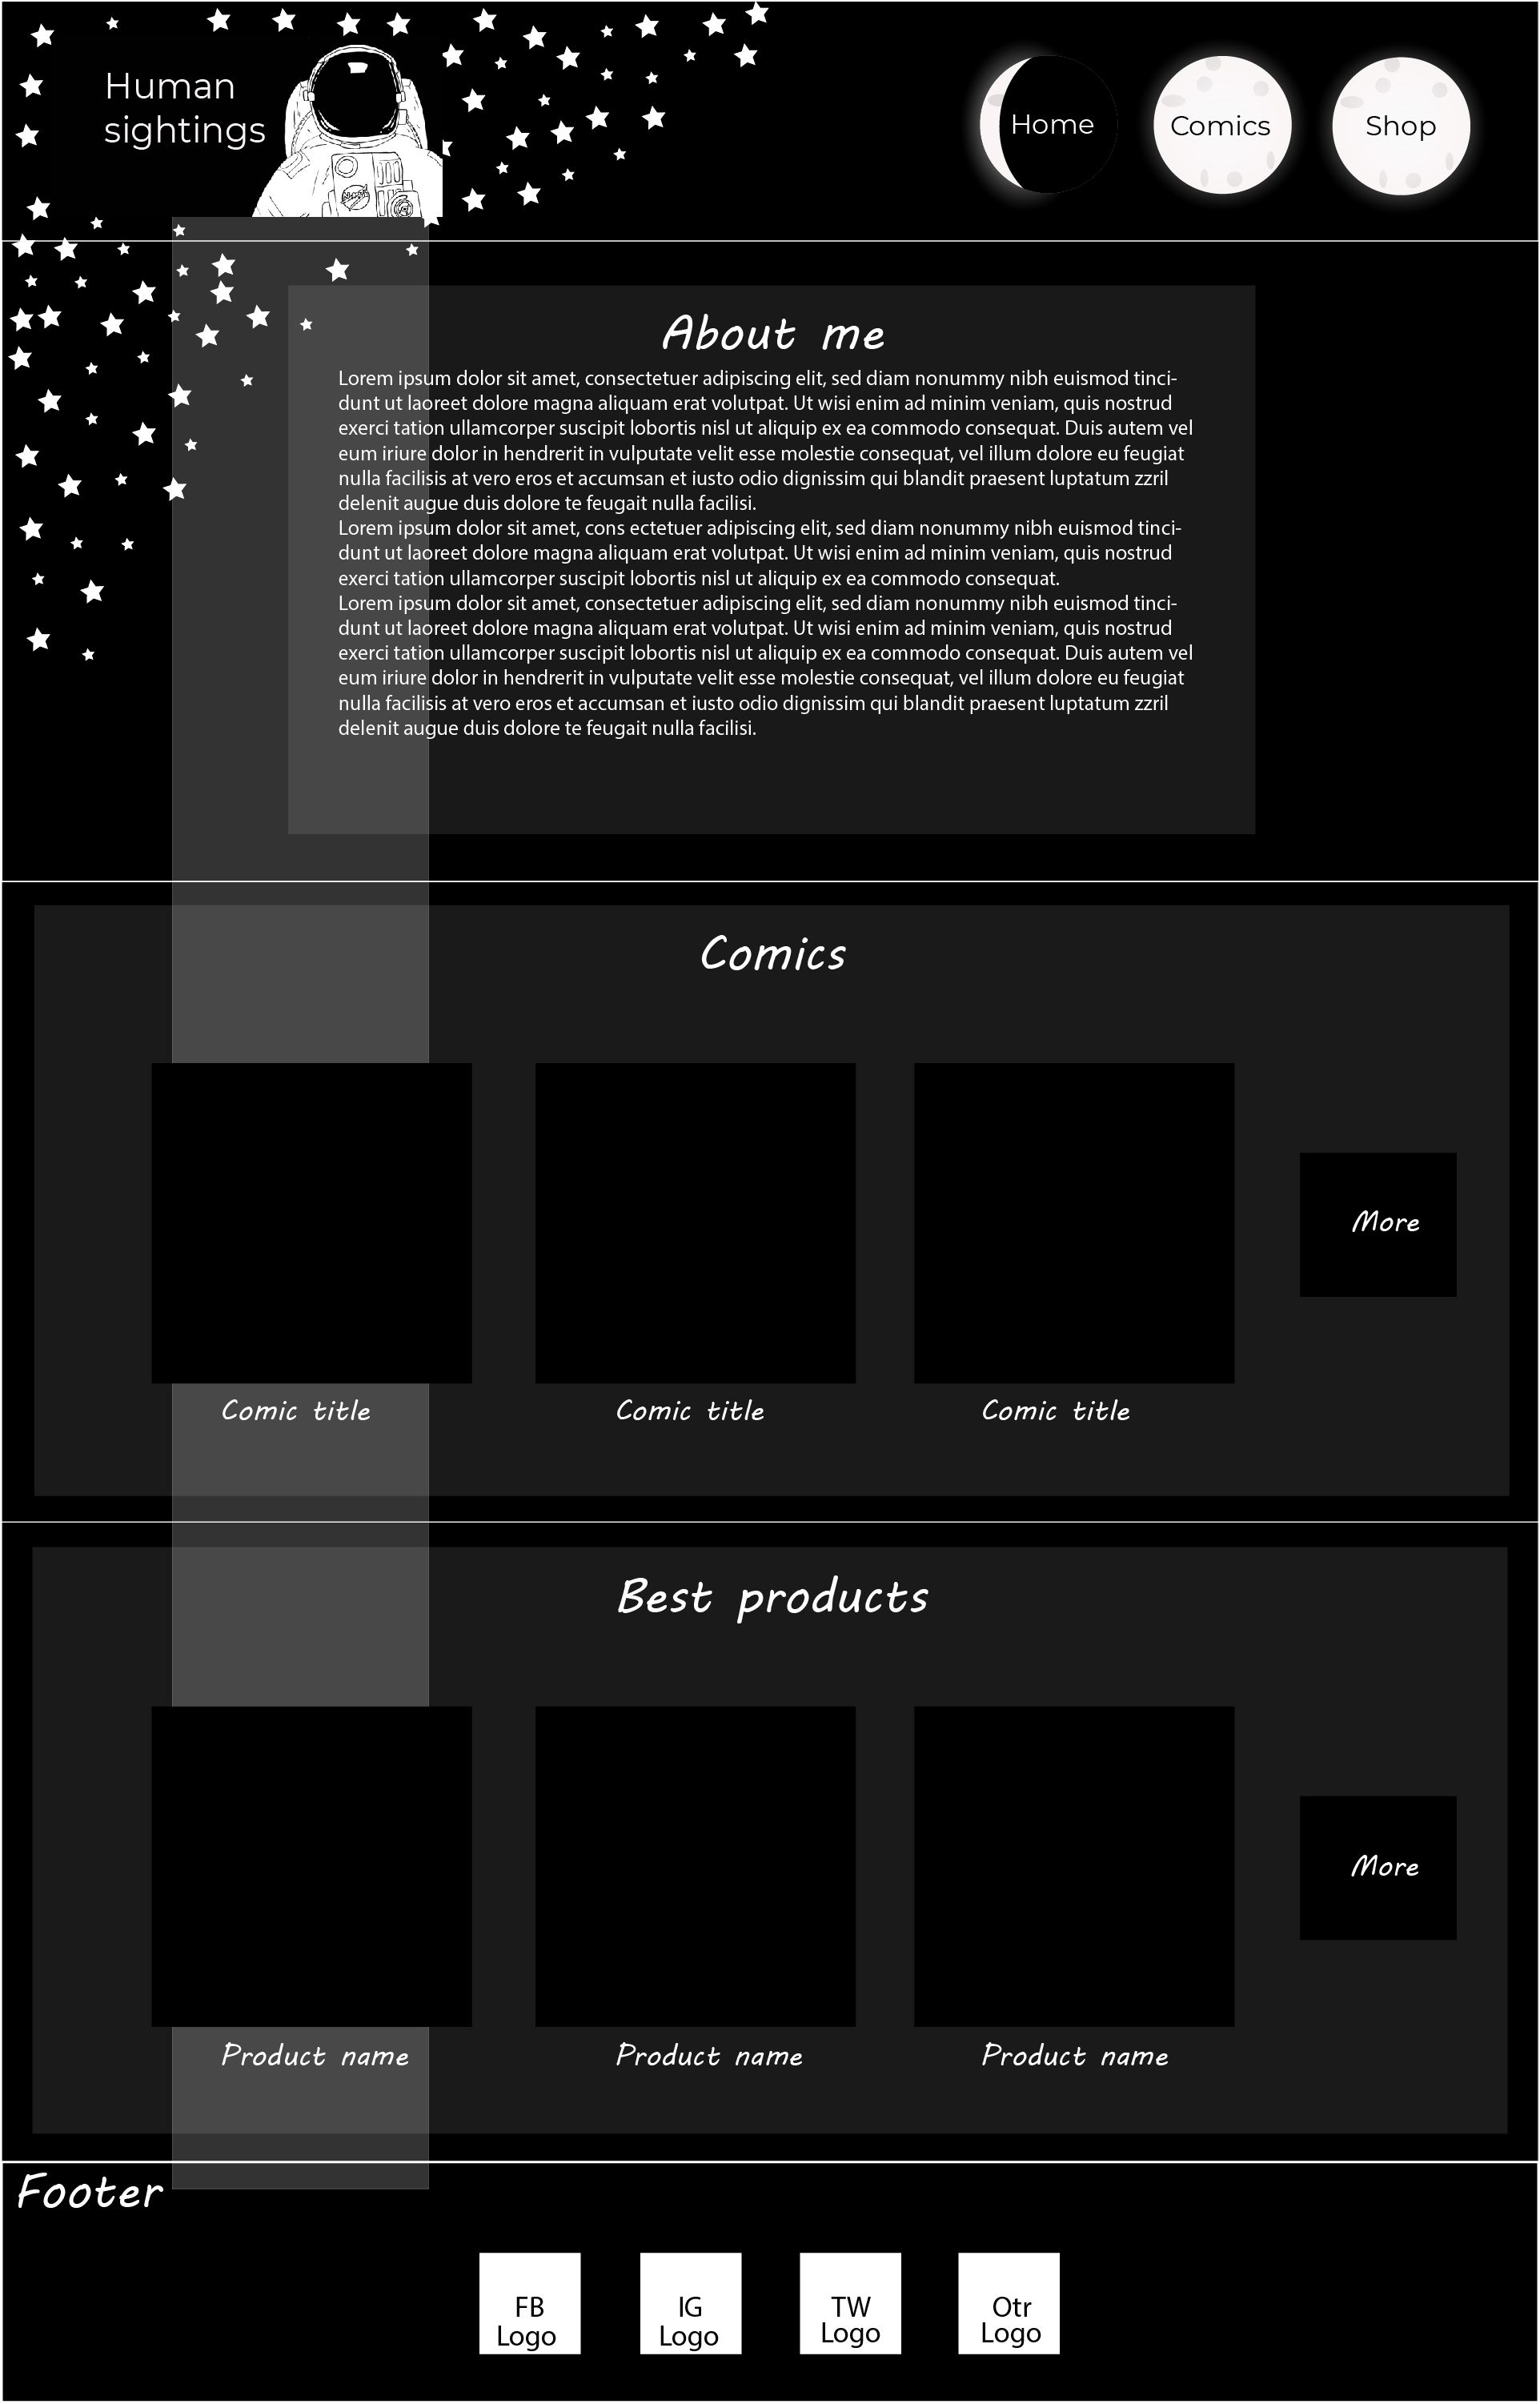 Human
sightings
Home
Comics
Shop
About me
Lorem ipsum dolor sit amet, consectetuer adipiscing elit, sed diam nonummy nibh euismod tinci-
dunt ut laoreet dolore magna aliquam erat volutpat. Ut wisi enim ad minim veniam, quis nostrud
exerci tation ullamcorper suscipit lobortis nisl ut aliquip ex ea commodo consequat. Duis autem vel
eum iriure dolor in hendrerit in vulputate velit esse molestie consequat, vel illum dolore eu feugiat
nulla facilisis at vero eros et accumsan et iusto odio dignissim qui blandit praesent luptatum zzril
delenit augue duis dolore te feugait nulla facilisi.
Lorem ipsum dolor sit amet, cons ectetuer adipiscing elit, sed diam nonummy nibh euismod tinci-
dunt ut laoreet dolore magna aliquam erat volutpat. Ut wisi enim ad minim veniam, quis nostrud
exerci tation ullamcorper suscipit lobortis nisl ut aliquip ex ea commodo consequat.
Lorem ipsum dolor sit amet, consectetuer adipiscing elit, sed diam nonummy nibh euismod tinci-
dunt ut laoreet dolore magna aliquam erat volutpat. Ut wisi enim ad minim veniam, quis nostrud
exerci tation ullamcorper suscipit lobortis nisl ut aliquip ex ea commodo consequat. Duis autem vel
eum iriure dolor in hendrerit in vulputate velit esse molestie consequat, vel illum dolore eu feugiat
nulla facilisis at vero eros et accumsan et iusto odio dignissim qui blandit praesent luptatum zzril
delenit augue duis dolore te feugait nulla facilisi.
Comics
More
Comic title
Comic title
Comic title
Best products
More
Product name
Product name
Product name
Footer
FB
Logo
IG
Logo
TW
Logo
Otr
Logo